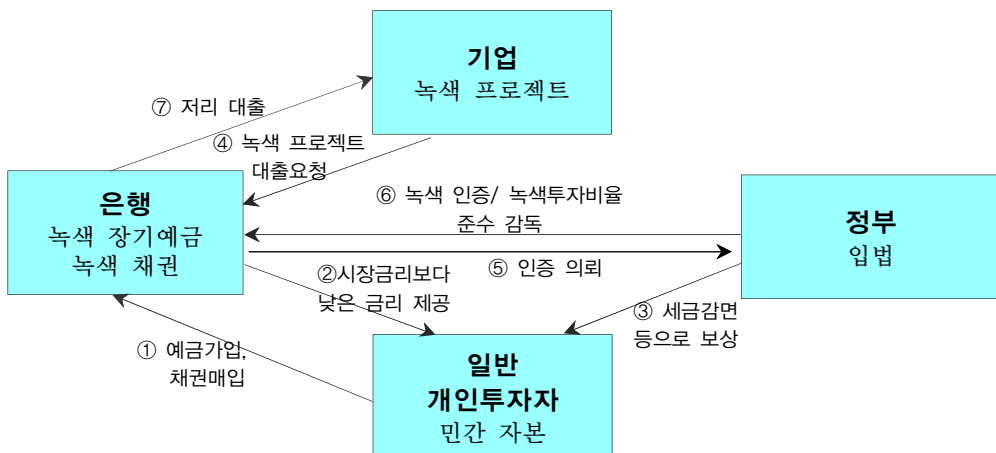 기업
녹색 프로젝트
⑦ 저리 대출
④ 녹색 프로젝트
대출요청
은행
녹색 장기예금
녹색 채권
⑥ 녹색 인증/ 녹색투자비율
준수 감독
정부
입법
⑤ 인증 의뢰
②시장금리보다
낮은 금리 제공
③ 세금감면
등으로 보상
① 예금가입,
채권매입
일반
개인투자자
민간 자본